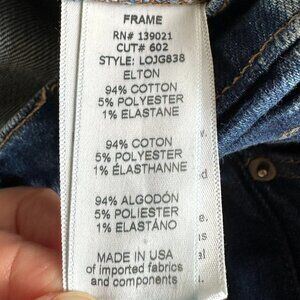 FRAME
RN# 139021
CUT# 602
STYLE: LOJG838
ELTON
94% COTTON
5% POLYESTER
1% ELASTANE
94% COTON
5% POLYESTER
1% ÉLASTHANNE
94% ALGODÓN
5% POLIESTER
1% ELASTÁNO
MADE IN USA
of imported fabrics
and components